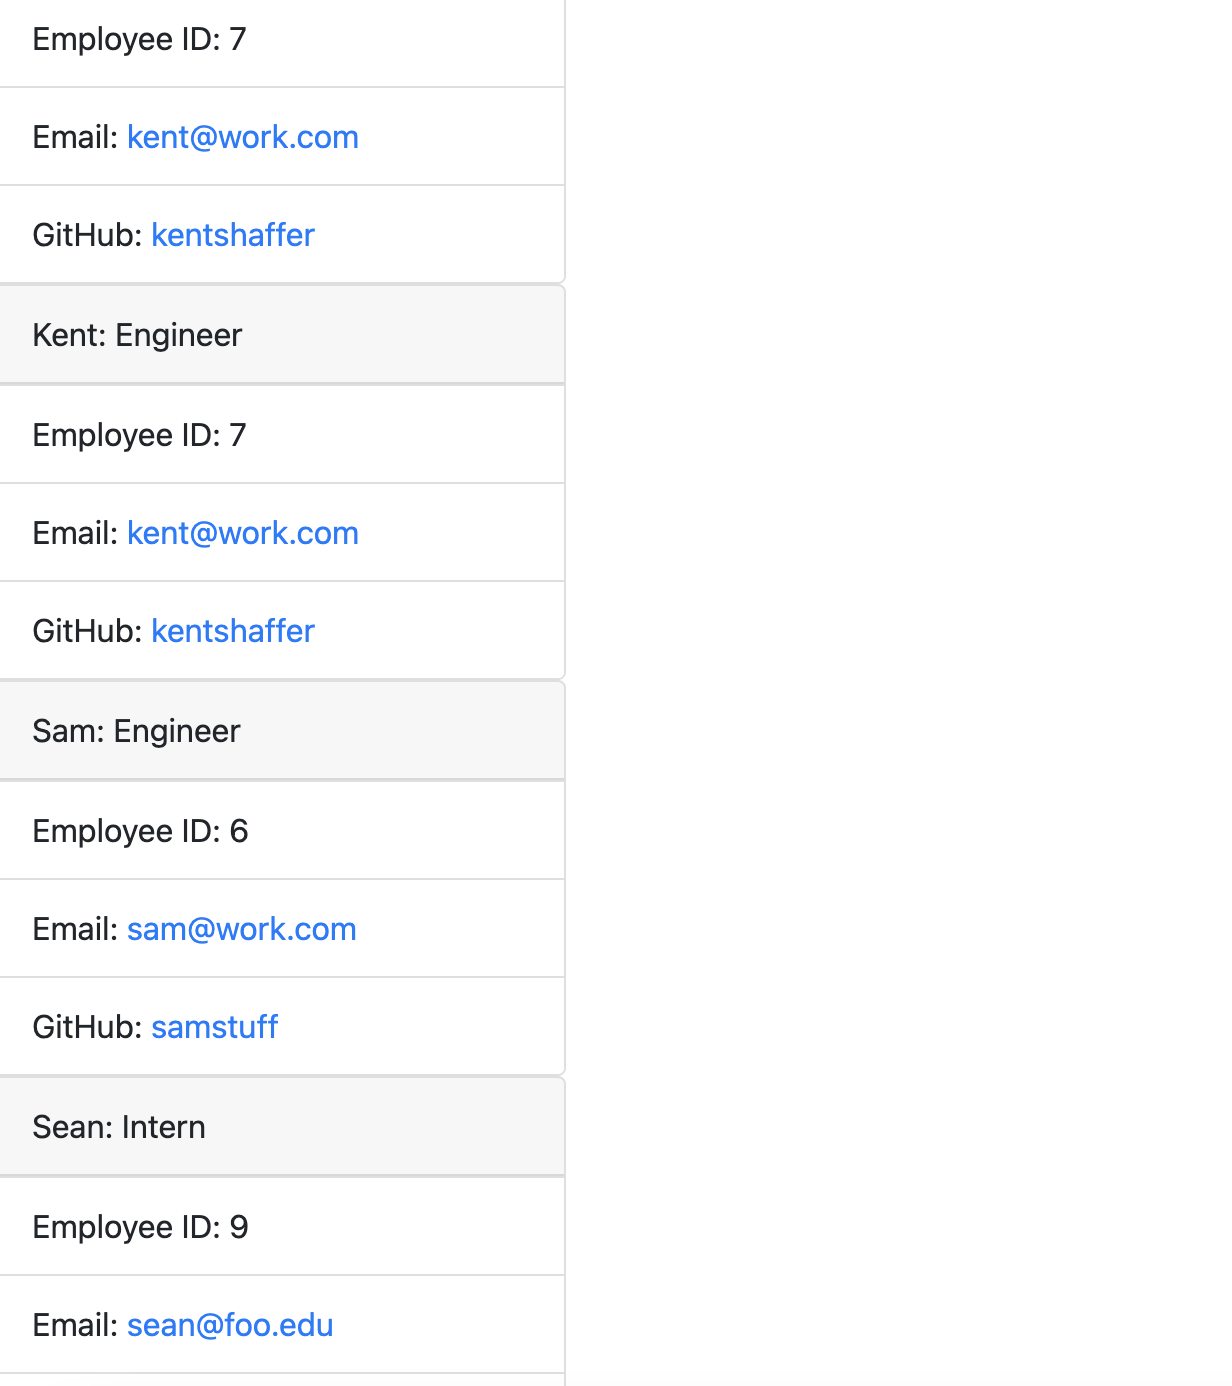 Employee ID: 7
Email: kent@work.com
GitHub: kentshaffer
Kent: Engineer
Employee ID: 7
Email: kent@work.com
GitHub: kentshaffer
Sam: Engineer
Employee ID: 6
Email: sam@work.com
GitHub: samstuff
Sean: Intern
Employee ID: 9
Email: sean@foo.edu